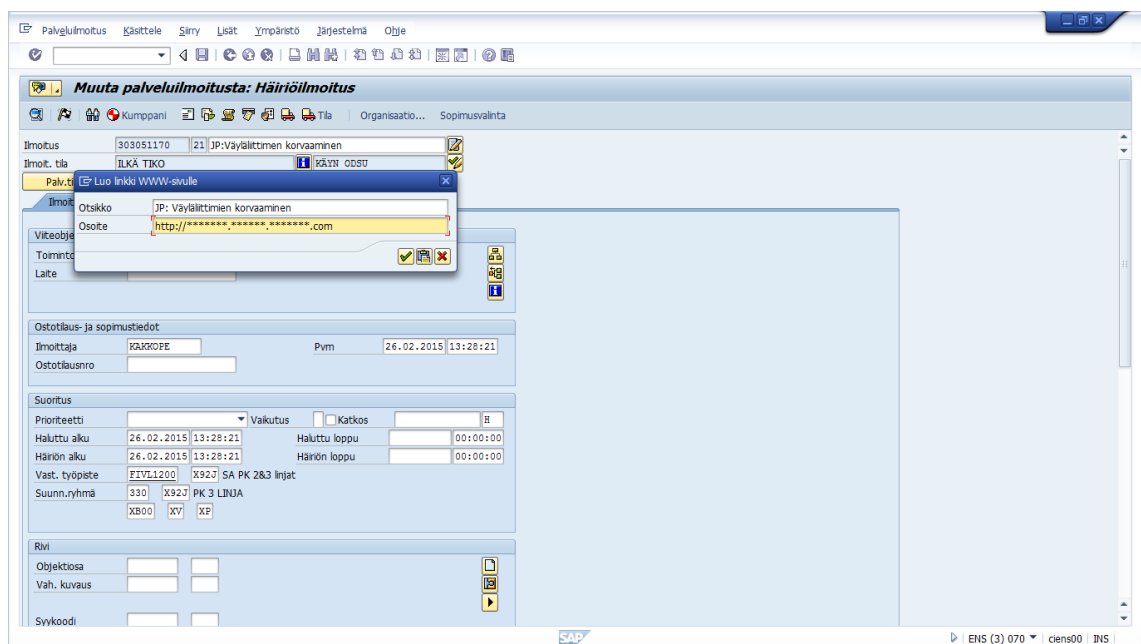 Palveluilmoitus Käsittele Siirry Lisät Ympäristö Järjestelmä Ohje
Muuta palveluilmoitusta: Häiriöilmoitus
Kumppani Tila Organisaatio... Sopimusvalinta
Ilmoitus 303051170 21 JP:Väylälittimen korvaaminen
Ilmoit. tila ILKÄ TIKO KÄYN ODSU
Palv.ti
Luo linkki WWW-sivulle
Ilmoit
Otsikko JP: Väyläliittimien korvaaminen
Osoite http://*******.******.*******.com
Viiteobje
Toiminto
Laite
Ostotilaus- ja sopimustiedot
Ilmoittaja KAKKOPE Pvm 26.02.2015 13:28:21
Ostotilausnro
Suoritus
Prioriteetti Vaikutus Katkos H
Haluttu alku 26.02.2015 13:28:21 Haluttu loppu 00:00:00
Häiriön alku 26.02.2015 13:28:21 Häiriön loppu 00:00:00
Vast. työpiste FIVL1200 X92J SA PK 2&3 linjat
Suunn.ryhmä 330 X92J PK 3 LINJA
XB00 XV XP
Rivi
Objektiosa
Vah. kuvaus
Syykoodi
SAP ENS (3) 070 ciens00 INS